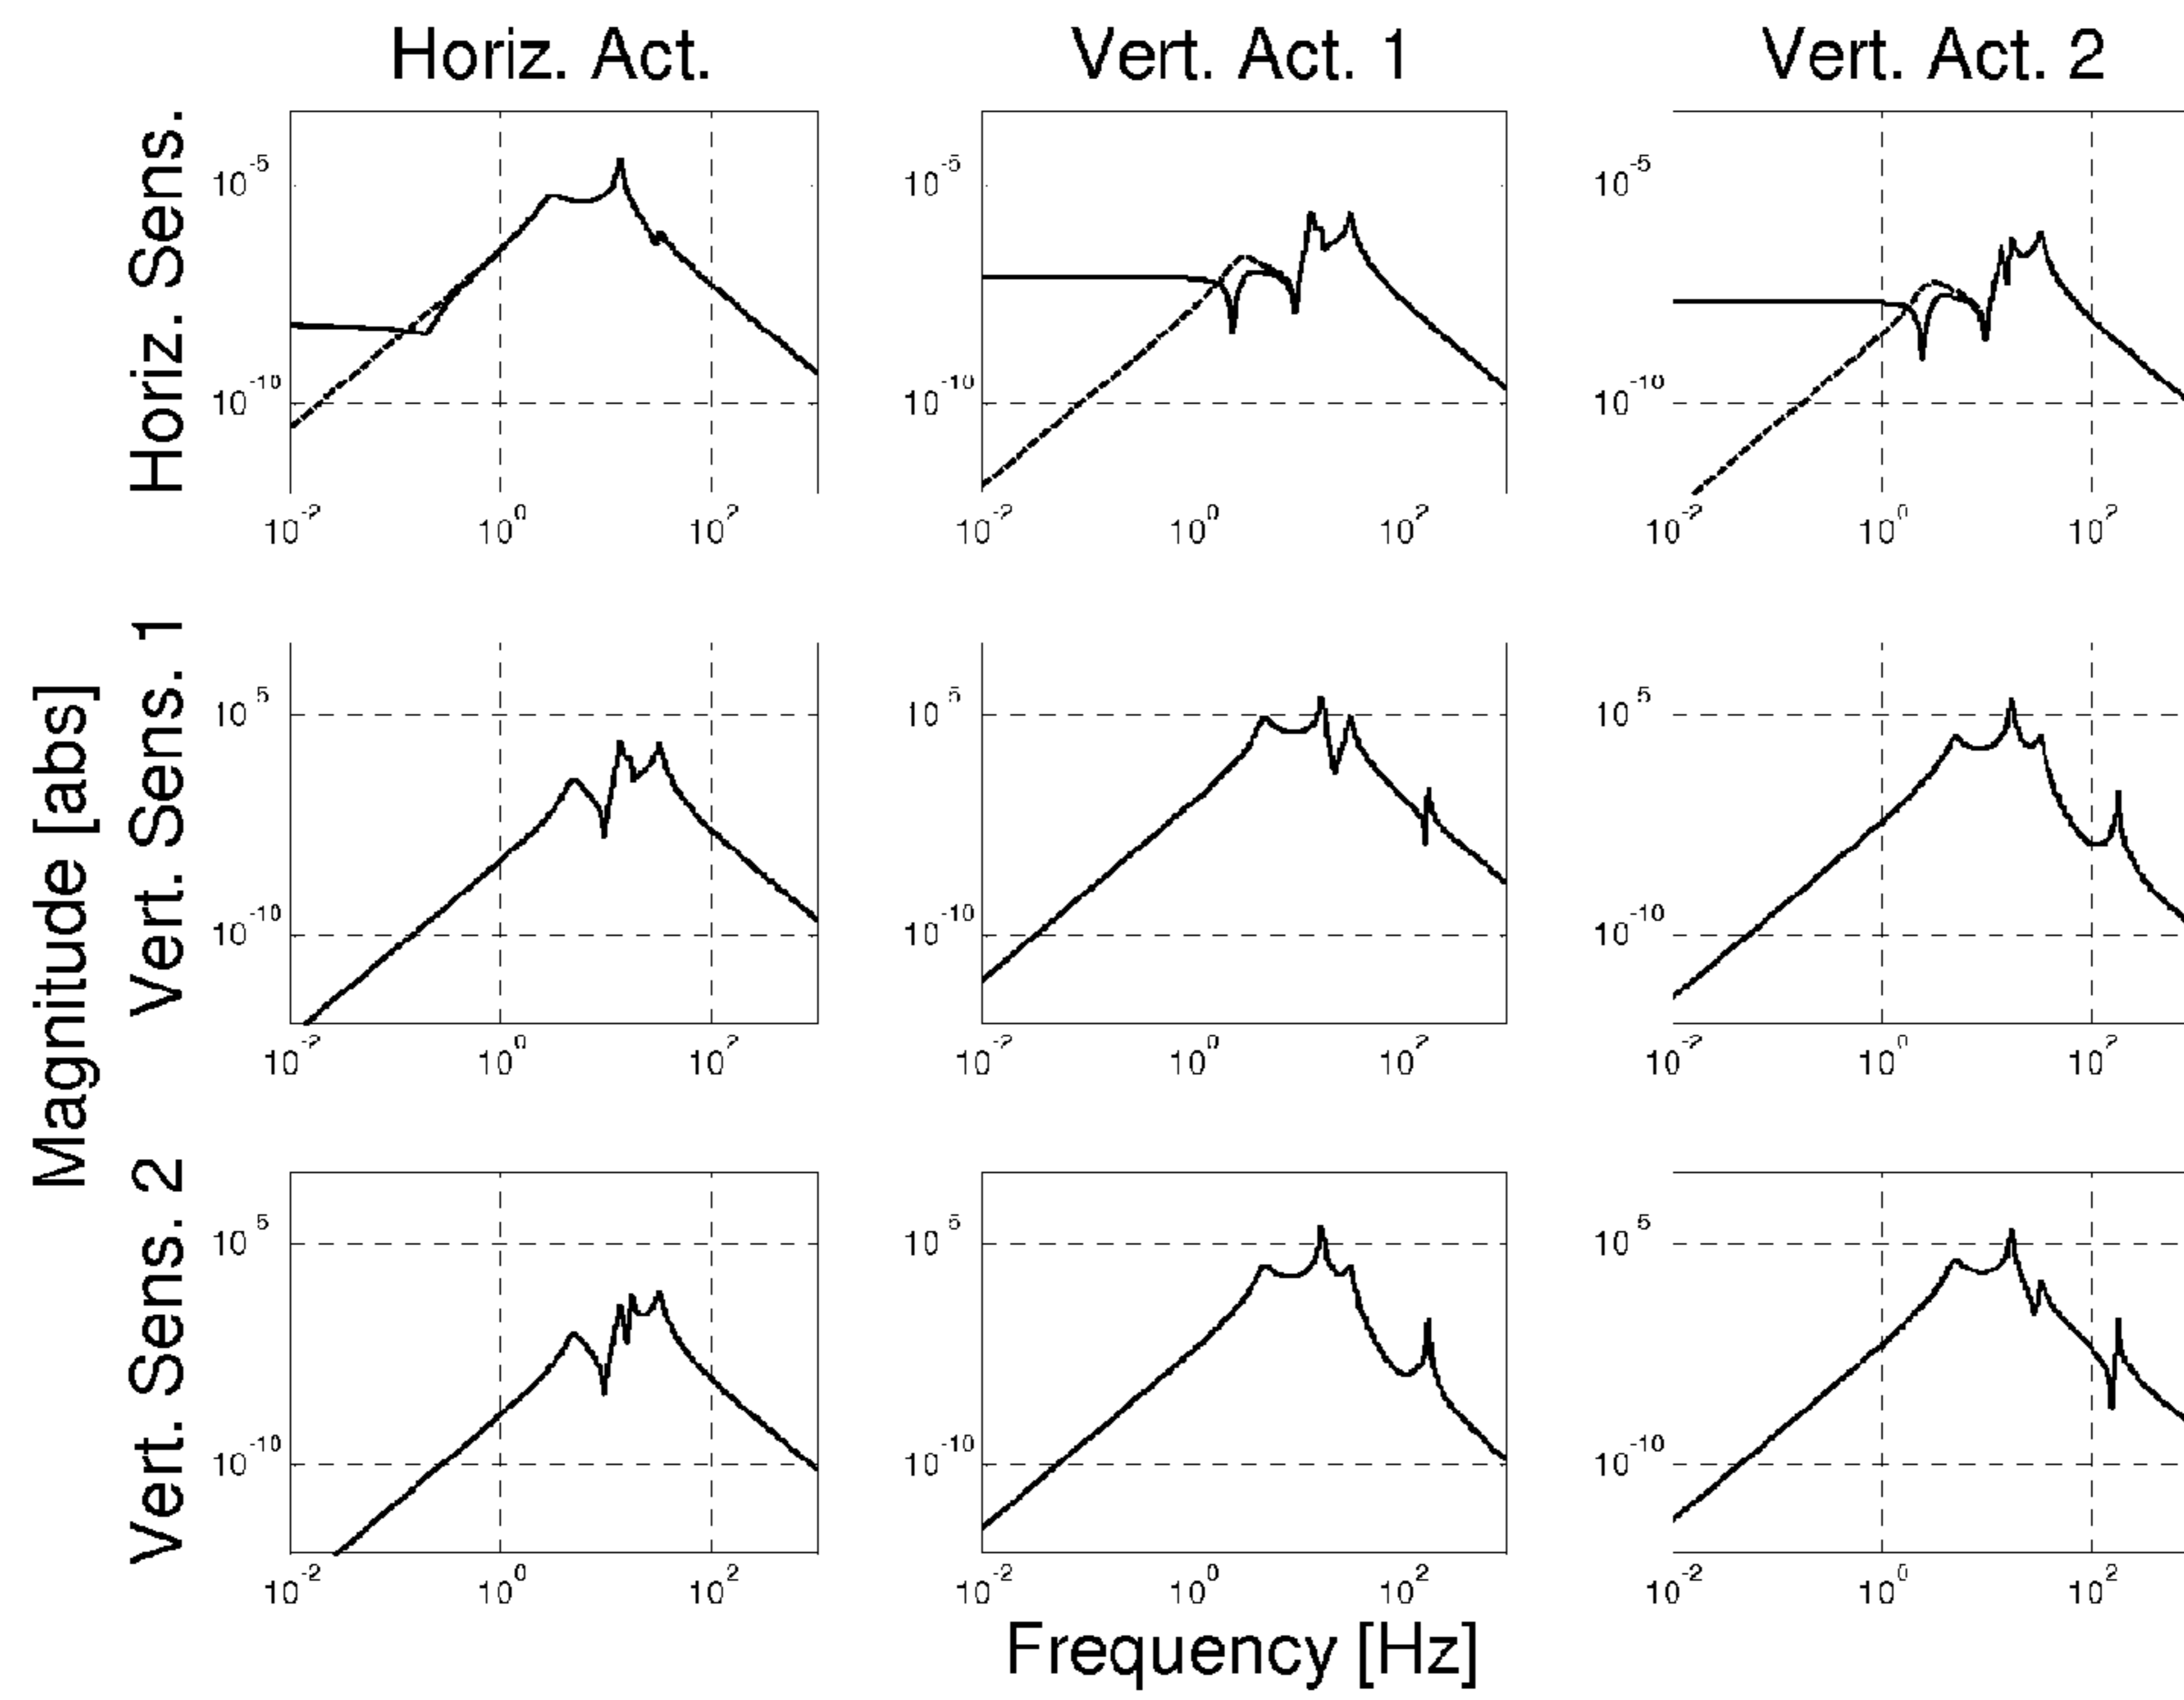 Horiz. Act. Vert. Act. 1 Vert. Act. 2
Horiz. Sens.
10^-5 10^-5 10^-5
10^-10 10^-10 10^-10
10^-2 10^0 10^2 10^-2 10^0 10^2 10^-2 10^0 10^2
Magnitude [abs]
Vert. Sens. 1
10^-5 10^-5 10^-5
10^-10 10^-10 10^-10
10^-2 10^0 10^2 10^-2 10^0 10^2 10^-2 10^0 10^2
Vert. Sens. 2
10^-5 10^-5 10^-5
10^-10 10^-10 10^-10
10^-2 10^0 10^2 10^-2 10^0 10^2 10^-2 10^0 10^2
Frequency [Hz]